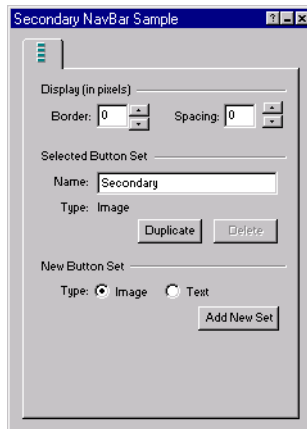 Secondary NavBar Sample
Display (in pixels)
Border: 0 Spacing: 0
Selected Button Set
Name: Secondary
Type: Image
Duplicate Delete
New Button Set
Type: Image Text
Add New Set